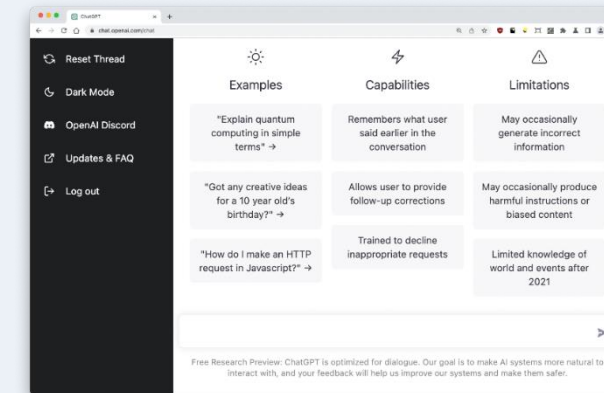 ChatGPT
chat.openai.com/chat
Reset Thread
Dark Mode
OpenAI Discord
Updates & FAQ
Log out
Examples
"Explain quantum
computing in simple
terms" →
"Got any creative ideas
for a 10 year old's
birthday?" →
"How do I make an HTTP
request in Javascript?" →
Capabilities
Remembers what user
said earlier in the
conversation
Allows user to provide
follow-up corrections
Trained to decline
inappropriate requests
Limitations
May occasionally
generate incorrect
information
May occasionally produce
harmful instructions or
biased content
Limited knowledge of
world and events after
2021
Free Research Preview: ChatGPT is optimized for dialogue. Our goal is to make AI systems more natural to
interact with, and your feedback will help us improve our systems and make them safer.